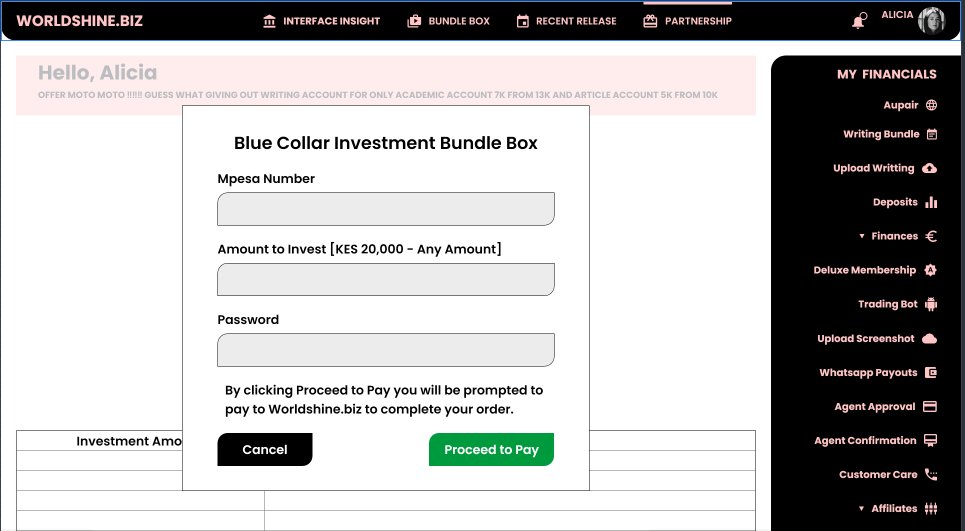 WORLDSHINE.BIZ
INTERFACE INSIGHT
BUNDLE BOX
RECENT RELEASE
PARTNERSHIP
ALICIA
Hello, Alicia
OFFER MOTO MOTO !!!!!! GUESS WHAT GIVING OUT WRITING ACCOUNT FOR ONLY ACADEMIC ACCOUNT 7K FROM 13K AND ARTICLE ACCOUNT 5K FROM 10K
Blue Collar Investment Bundle Box
Mpesa Number
Amount to Invest [KES 20,000 - Any Amount]
Password
By clicking Proceed to Pay you will be prompted to
pay to Worldshine.biz to complete your order.
Cancel
Proceed to Pay
Investment Amo
MY FINANCIALS
Aupair
Writing Bundle
Upload Writting
Deposits
Finances
Deluxe Membership
Trading Bot
Upload Screenshot
Whatsapp Payouts
Agent Approval
Agent Confirmation
Customer Care
Affiliates